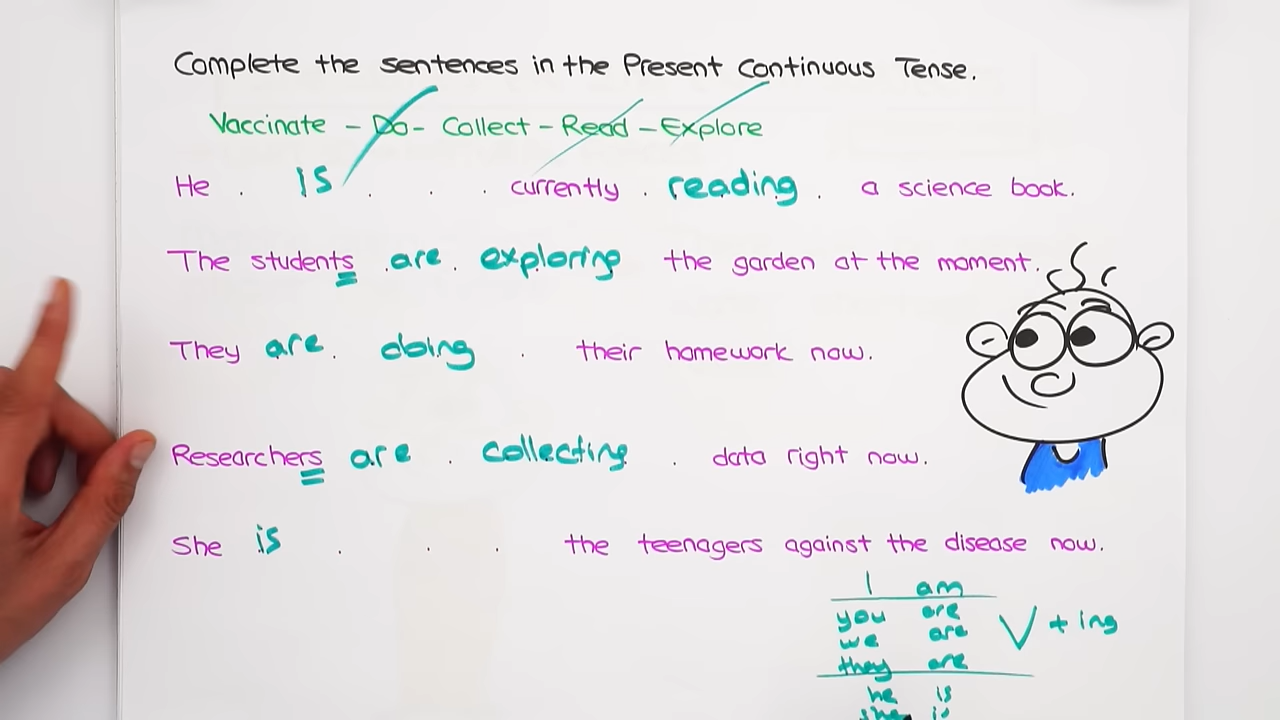 Complete the sentences in the Present Continuous Tense.
Vaccinate - Do - Collect - Read - Explore
He . is . . . currently . reading . a science book.
The students . are . exploring the garden at the moment.
They are . doing . their homework now.
Researchers are . collecting . data right now.
She is . . . the teenagers against the disease now.
I am
you are
we are
V + ing
they are
he is
she is